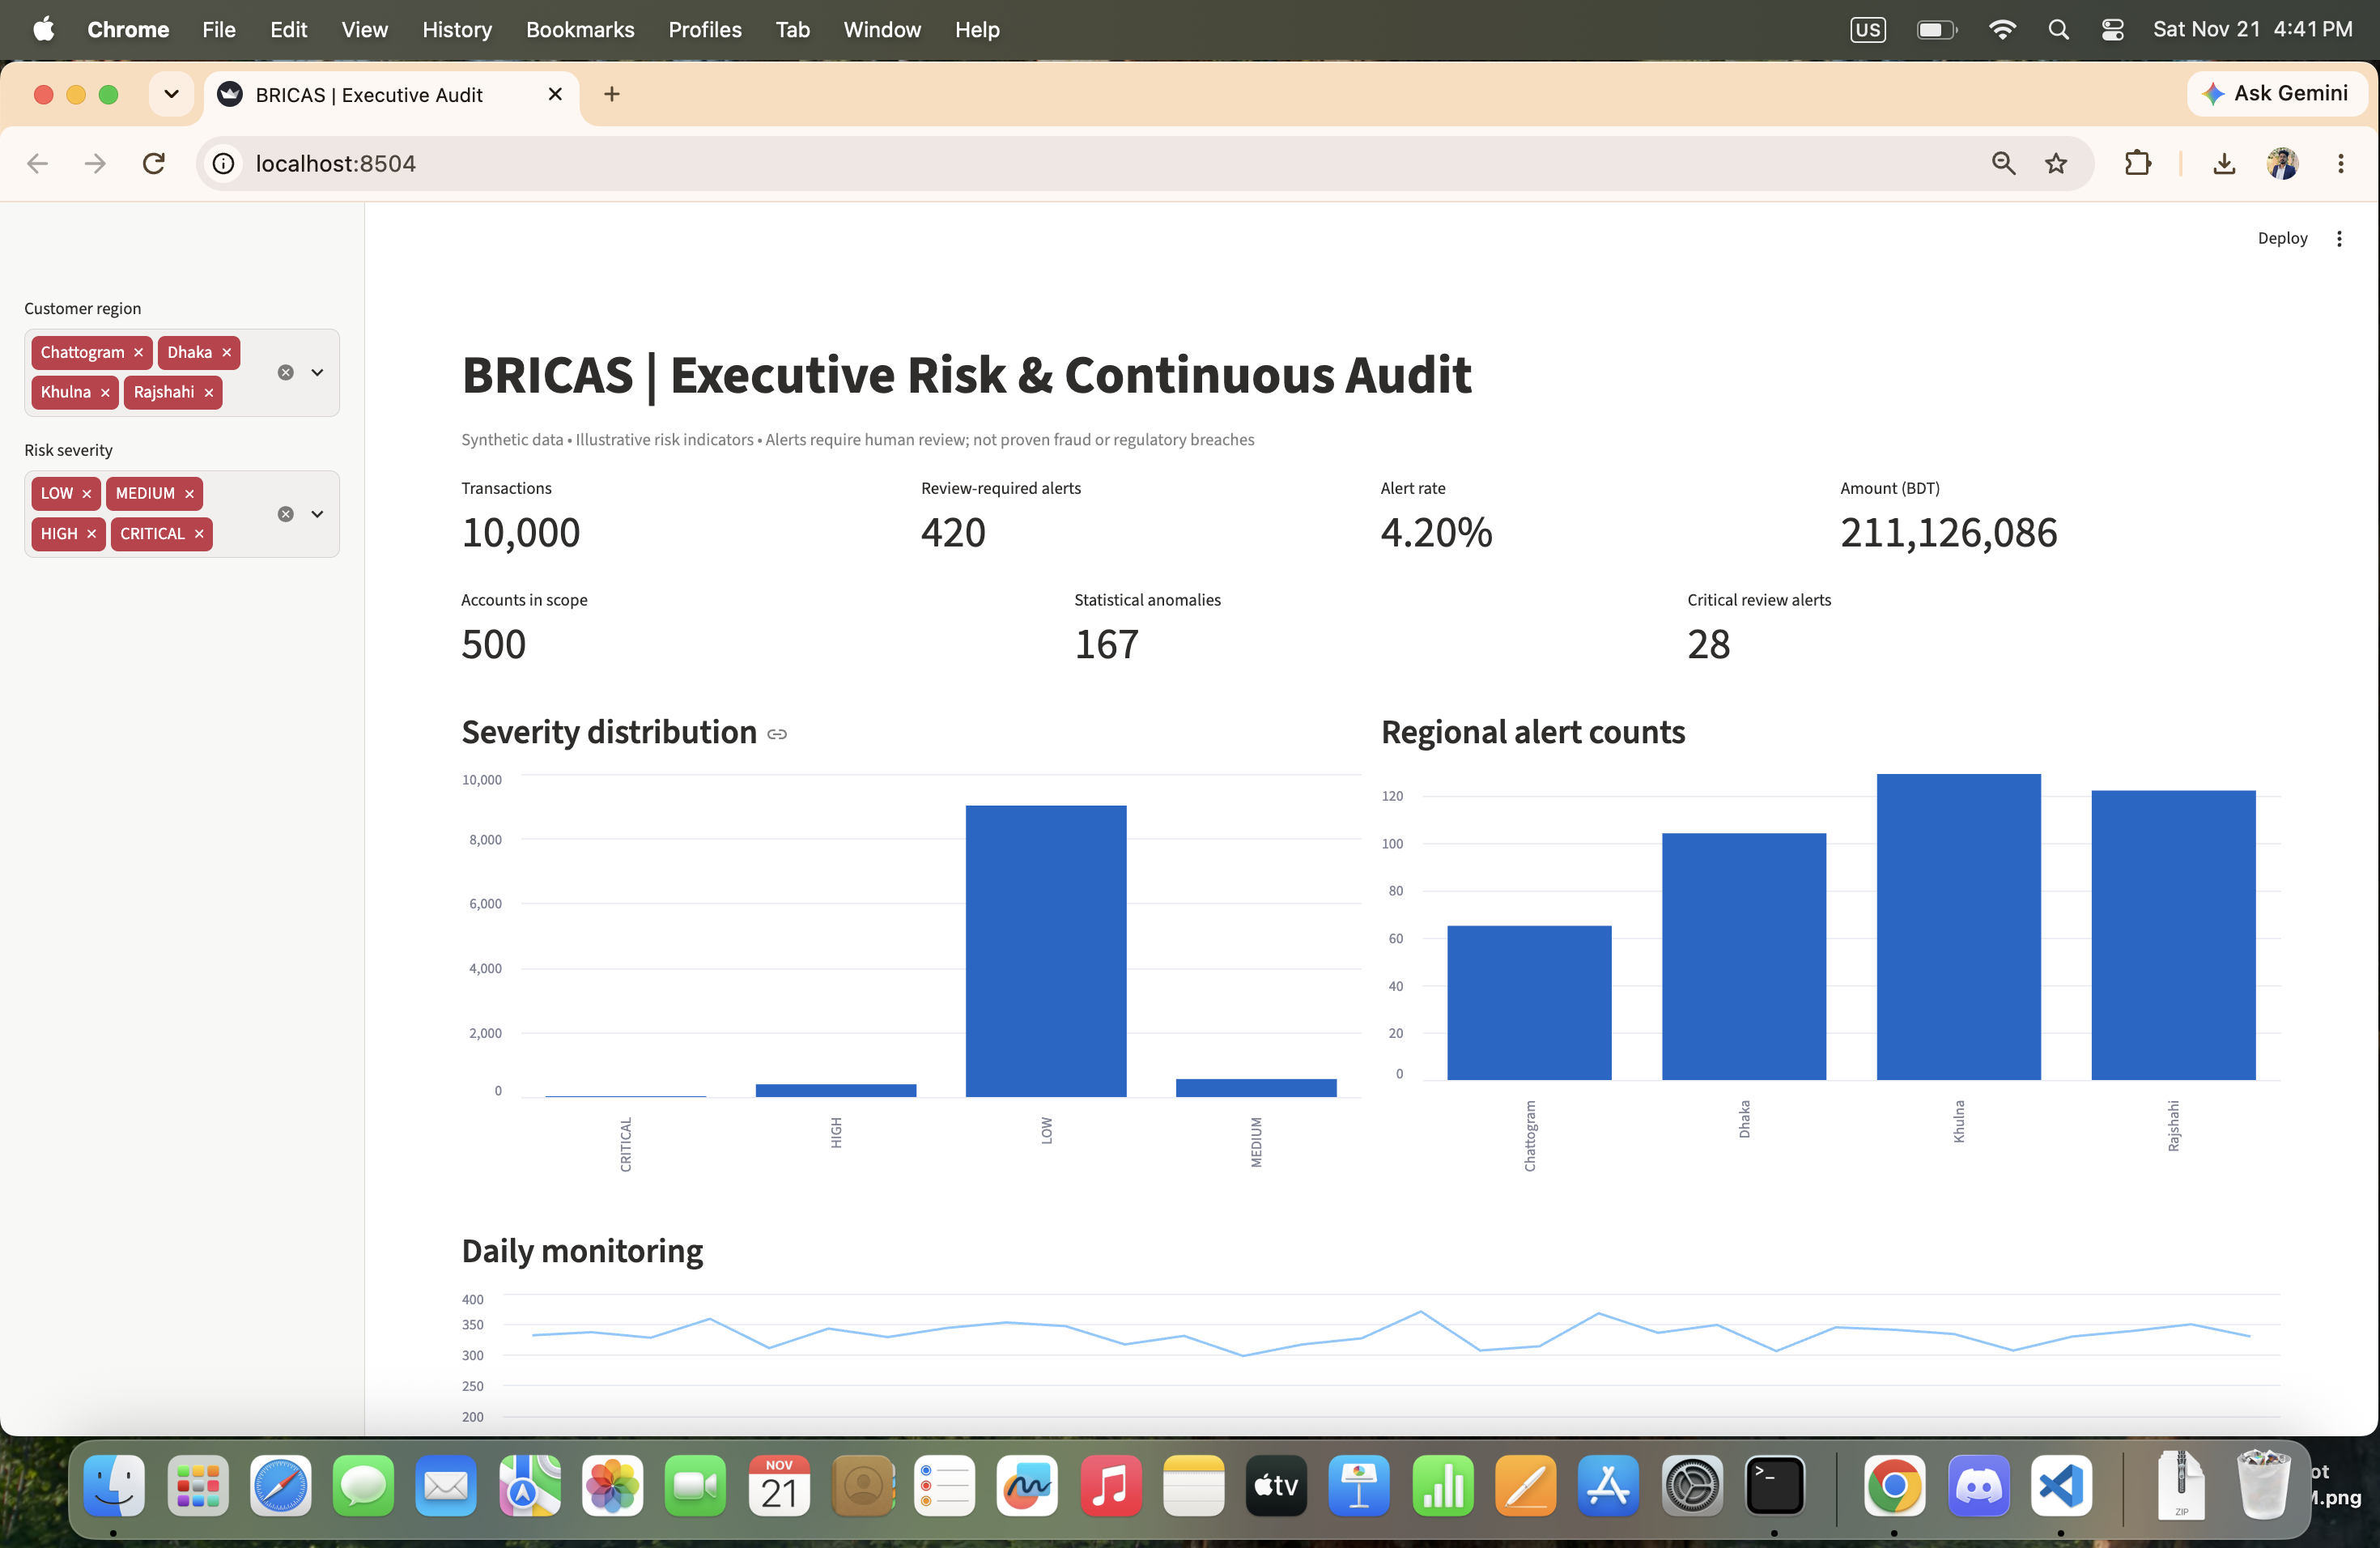 Chrome File Edit View History Bookmarks Profiles Tab Window Help US Sat Nov 21 4:41 PM
BRICAS | Executive Audit Ask Gemini
localhost:8504
Deploy
Customer region
Chattogram Dhaka
Khulna Rajshahi
Risk severity
LOW MEDIUM
HIGH CRITICAL
BRICAS | Executive Risk & Continuous Audit
Synthetic data • Illustrative risk indicators • Alerts require human review; not proven fraud or regulatory breaches
Transactions Review-required alerts Alert rate Amount (BDT)
10,000 420 4.20% 211,126,086
Accounts in scope Statistical anomalies Critical review alerts
500 167 28
Severity distribution
10,000
8,000
6,000
4,000
2,000
0
CRITICAL HIGH LOW MEDIUM
Regional alert counts
120
100
80
60
40
20
0
Chattogram Dhaka Khulna Rajshahi
Daily monitoring
400
350
300
250
200
NOV
21
tv
>_
ZIP
ot
M.png